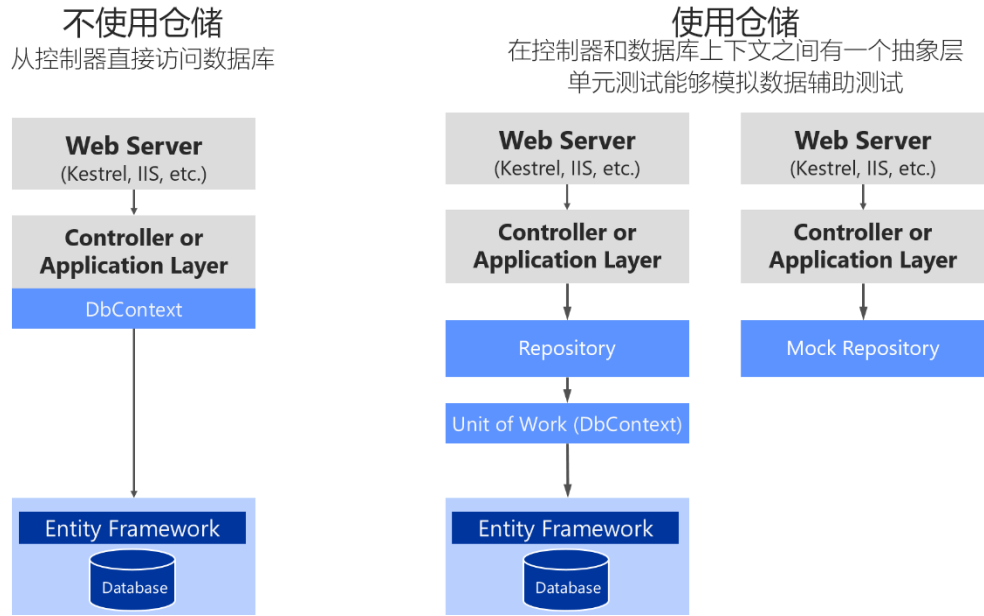 不使用仓储
从控制器直接访问数据库
Web Server
(Kestrel, IIS, etc.)
Controller or
Application Layer
DbContext
Entity Framework
Database
使用仓储
在控制器和数据库上下文之间有一个抽象层
单元测试能够模拟数据辅助测试
Web Server
(Kestrel, IIS, etc.)
Controller or
Application Layer
Repository
Unit of Work (DbContext)
Entity Framework
Database
Web Server
(Kestrel, IIS, etc.)
Controller or
Application Layer
Mock Repository